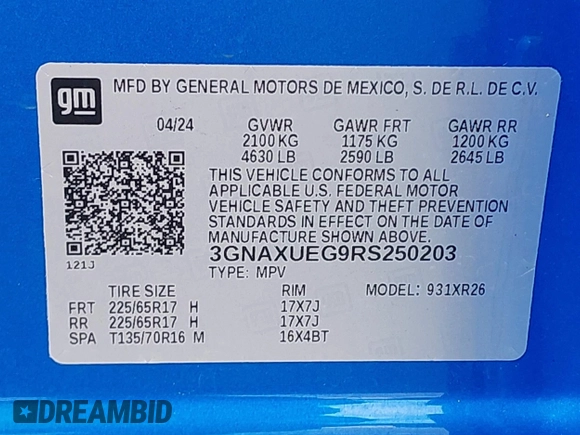 gm
MFD BY GENERAL MOTORS DE MEXICO, S. DE R.L. DE C.V.
04/24 GVWR GAWR FRT GAWR RR
2100 KG 1175 KG 1200 KG
4630 LB 2590 LB 2645 LB
THIS VEHICLE CONFORMS TO ALL
APPLICABLE U.S. FEDERAL MOTOR
VEHICLE SAFETY AND THEFT PREVENTION
STANDARDS IN EFFECT ON THE DATE OF
MANUFACTURE SHOWN ABOVE.
121J
3GNAXUEG9RS250203
TYPE: MPV
TIRE SIZE RIM MODEL: 931XR26
FRT 225/65R17 H 17X7J
RR 225/65R17 H 17X7J
SPA T135/70R16 M 16X4BT
DREAMBID